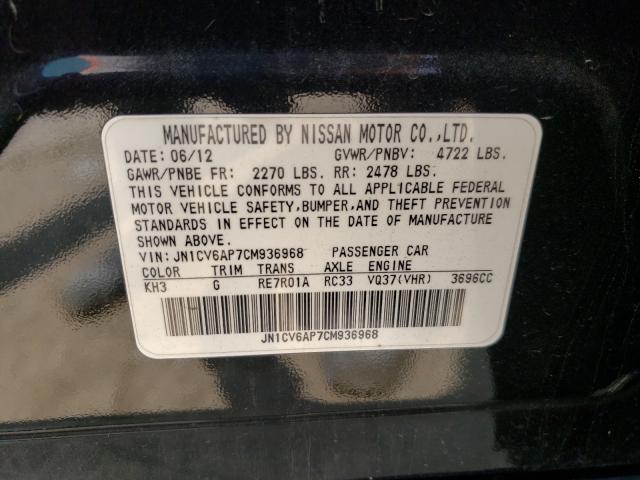 MANUFACTURED BY NISSAN MOTOR CO.,LTD.
DATE: 06/12 GVWR/PNBV: 4722 LBS.
GAWR/PNBE FR: 2270 LBS. RR: 2478 LBS.
THIS VEHICLE CONFORMS TO ALL APPLICABLE FEDERAL
MOTOR VEHICLE SAFETY,BUMPER,AND THEFT PREVENTION
STANDARDS IN EFFECT ON THE DATE OF MANUFACTURE
SHOWN ABOVE.
VIN:JN1CV6AP7CM936968 PASSENGER CAR
COLOR TRIM TRANS AXLE ENGINE
KH3 G RE7R01A RC33 VQ37(VHR) 3696CC
JN1CV6AP7CM936968